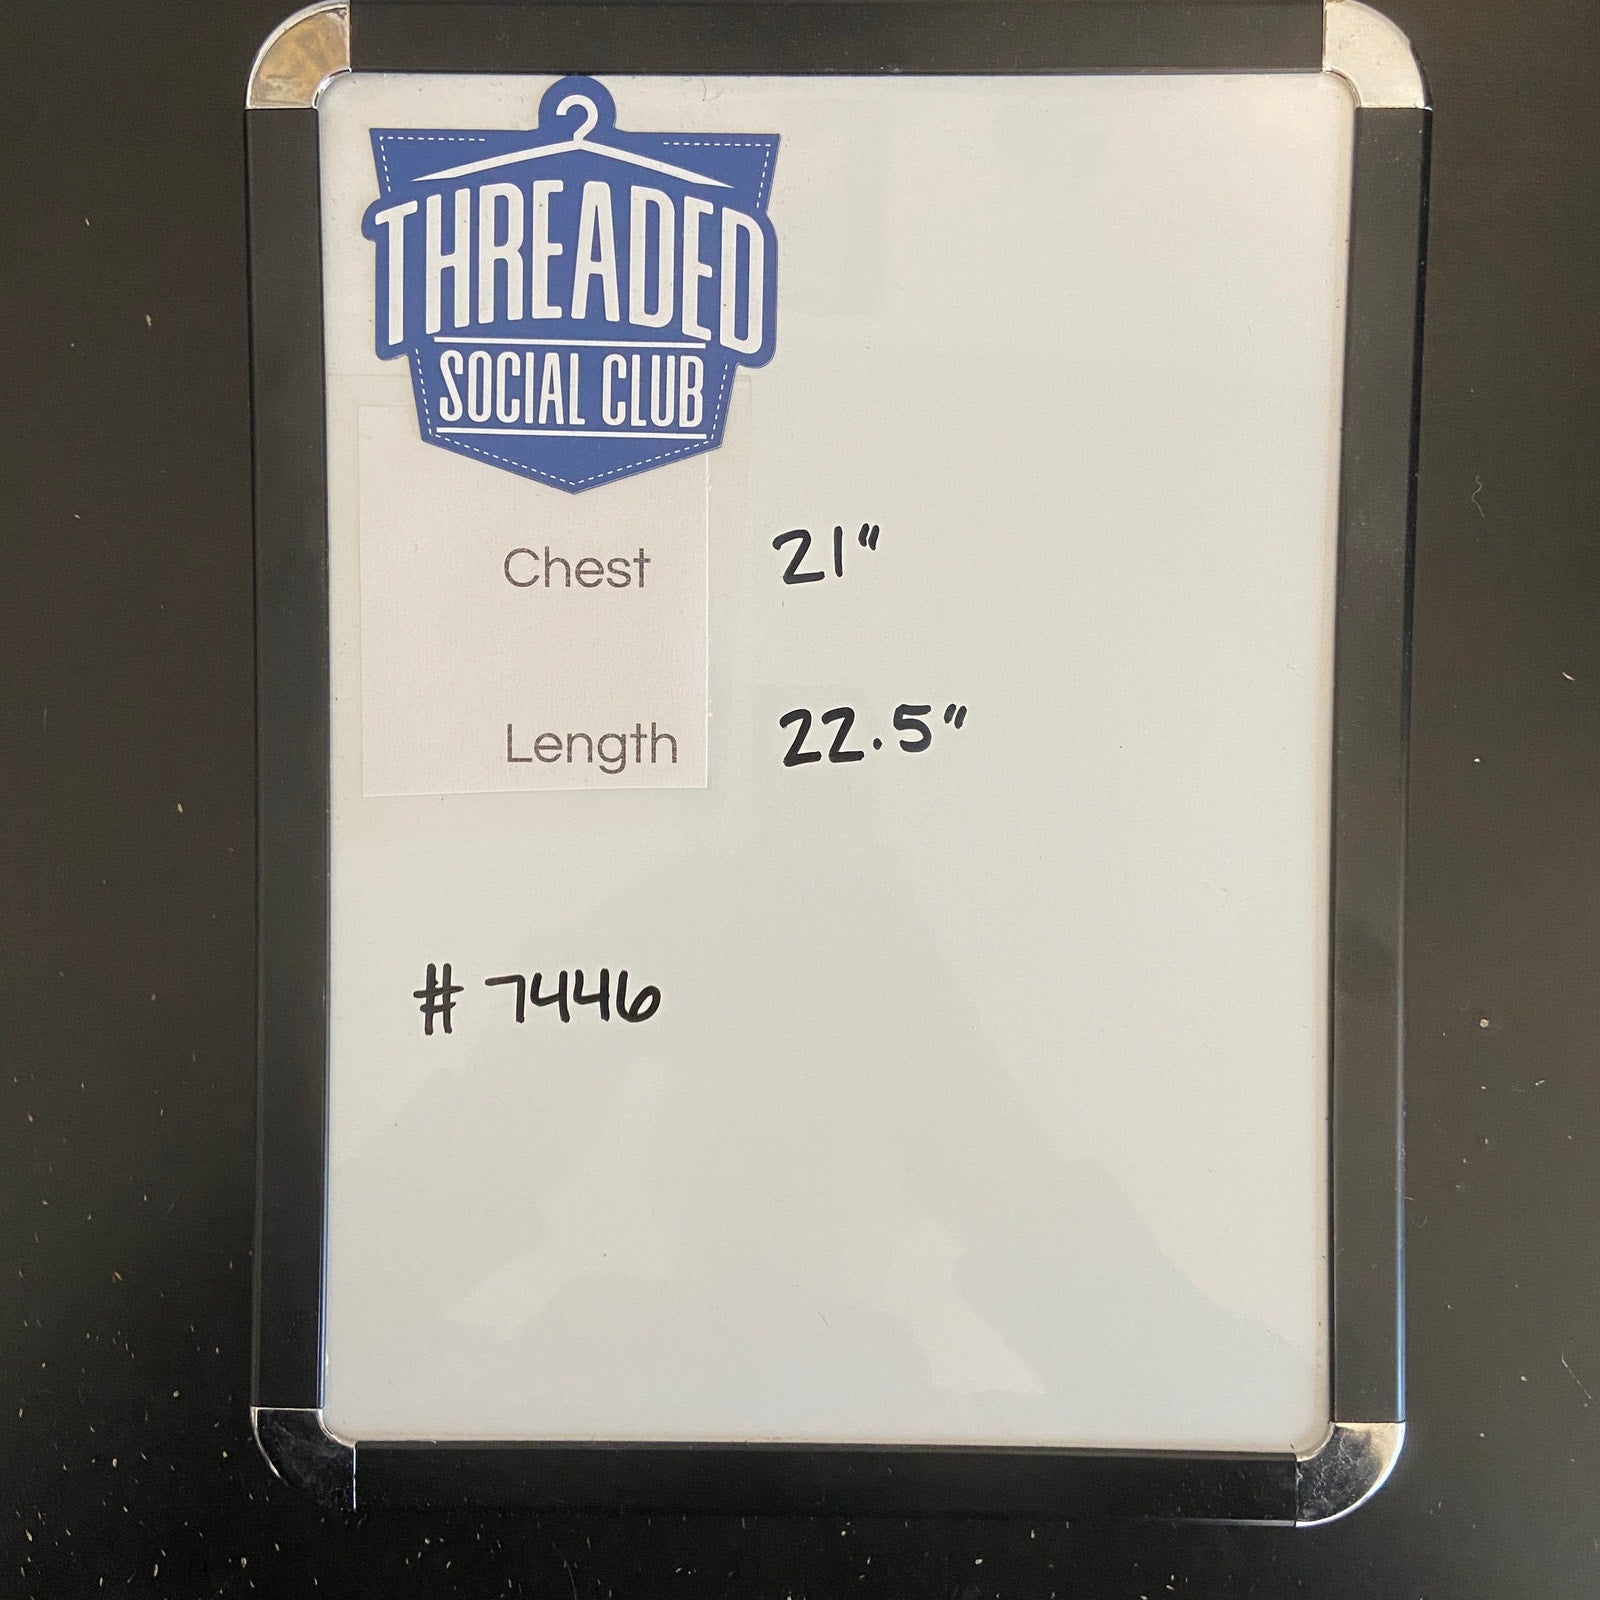 THREADED
SOCIAL CLUB
Chest 21"
Length 22.5"
# 7446